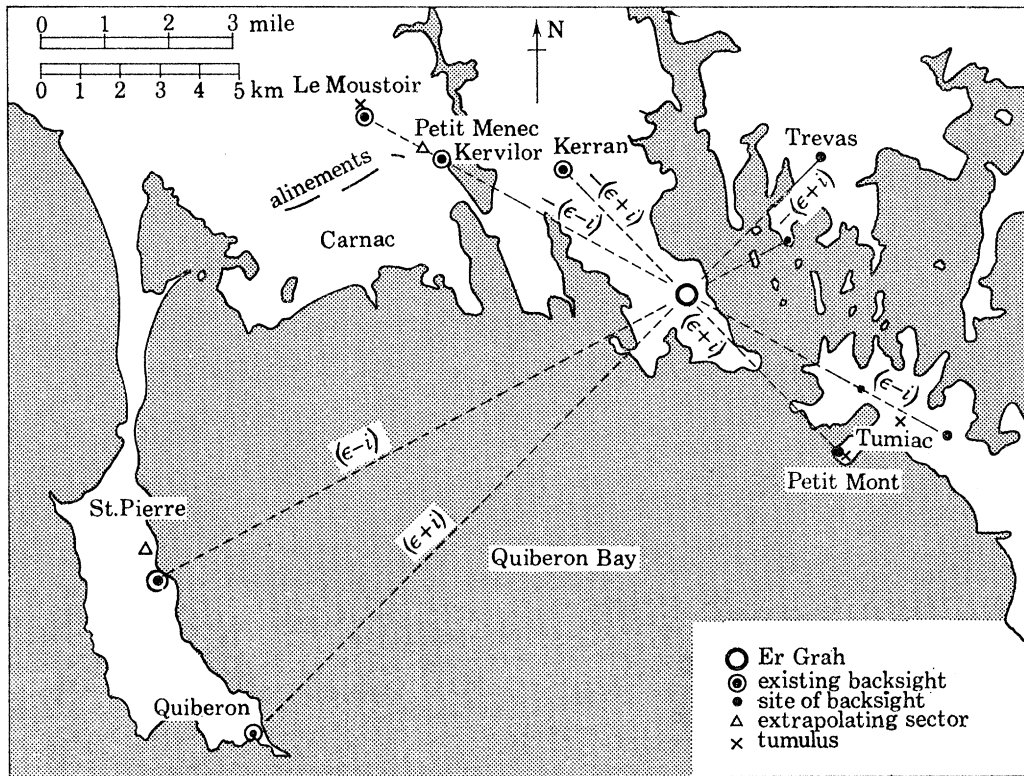 0 1 2 3 mile
N
0 1 2 3 4 5 km
Le Moustoir
Petit Menec
Kervilor
Kerran
Trevas
alinements
−(ϵ−i)
−(ϵ+i)
−(ϵ+i)
Carnac
(ϵ+i)
(ϵ−i)
Tumiac
Petit Mont
(ϵ−i)
St.Pierre
(ϵ+i)
Quiberon Bay
Quiberon
Er Grah
existing backsight
site of backsight
extrapolating sector
tumulus